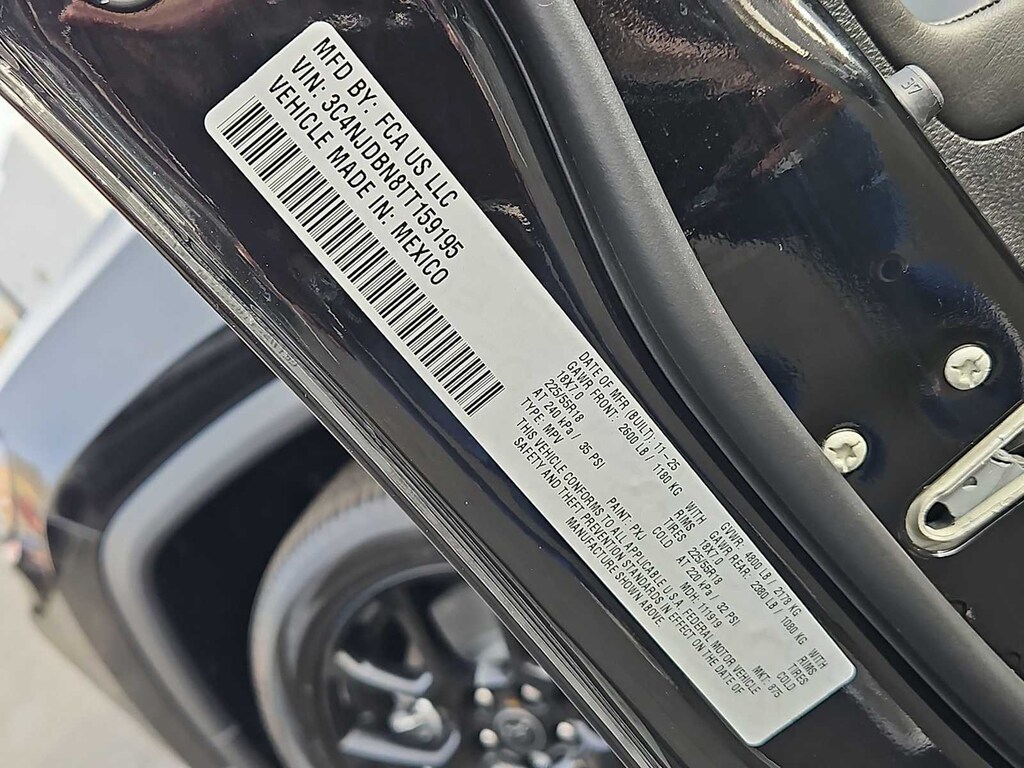 MFD BY: FCA US LLC
VIN: 3C4NJDBN8TT159195
VEHICLE MADE IN: MEXICO
DATE OF MFR (BUILT): 11-25 GVWR: 4800 LB / 2178 KG
GAWR FRONT: 2600 LB / 1180 KG WITH GAWR REAR: 2380 LB / 1080 KG WITH
18X7.0 RIMS 18X7.0 RIMS
225/55R18 TIRES 225/55R18 TIRES
AT 240 KPA / 35 PSI COLD AT 220 KPA / 32 PSI COLD
TYPE: MPV PAINT: PXJ MDH: 111919 MKT: 875
THIS VEHICLE CONFORMS TO ALL APPLICABLE U.S.A. FEDERAL MOTOR VEHICLE
SAFETY AND THEFT PREVENTION STANDARDS IN EFFECT ON THE DATE OF
MANUFACTURE SHOWN ABOVE.